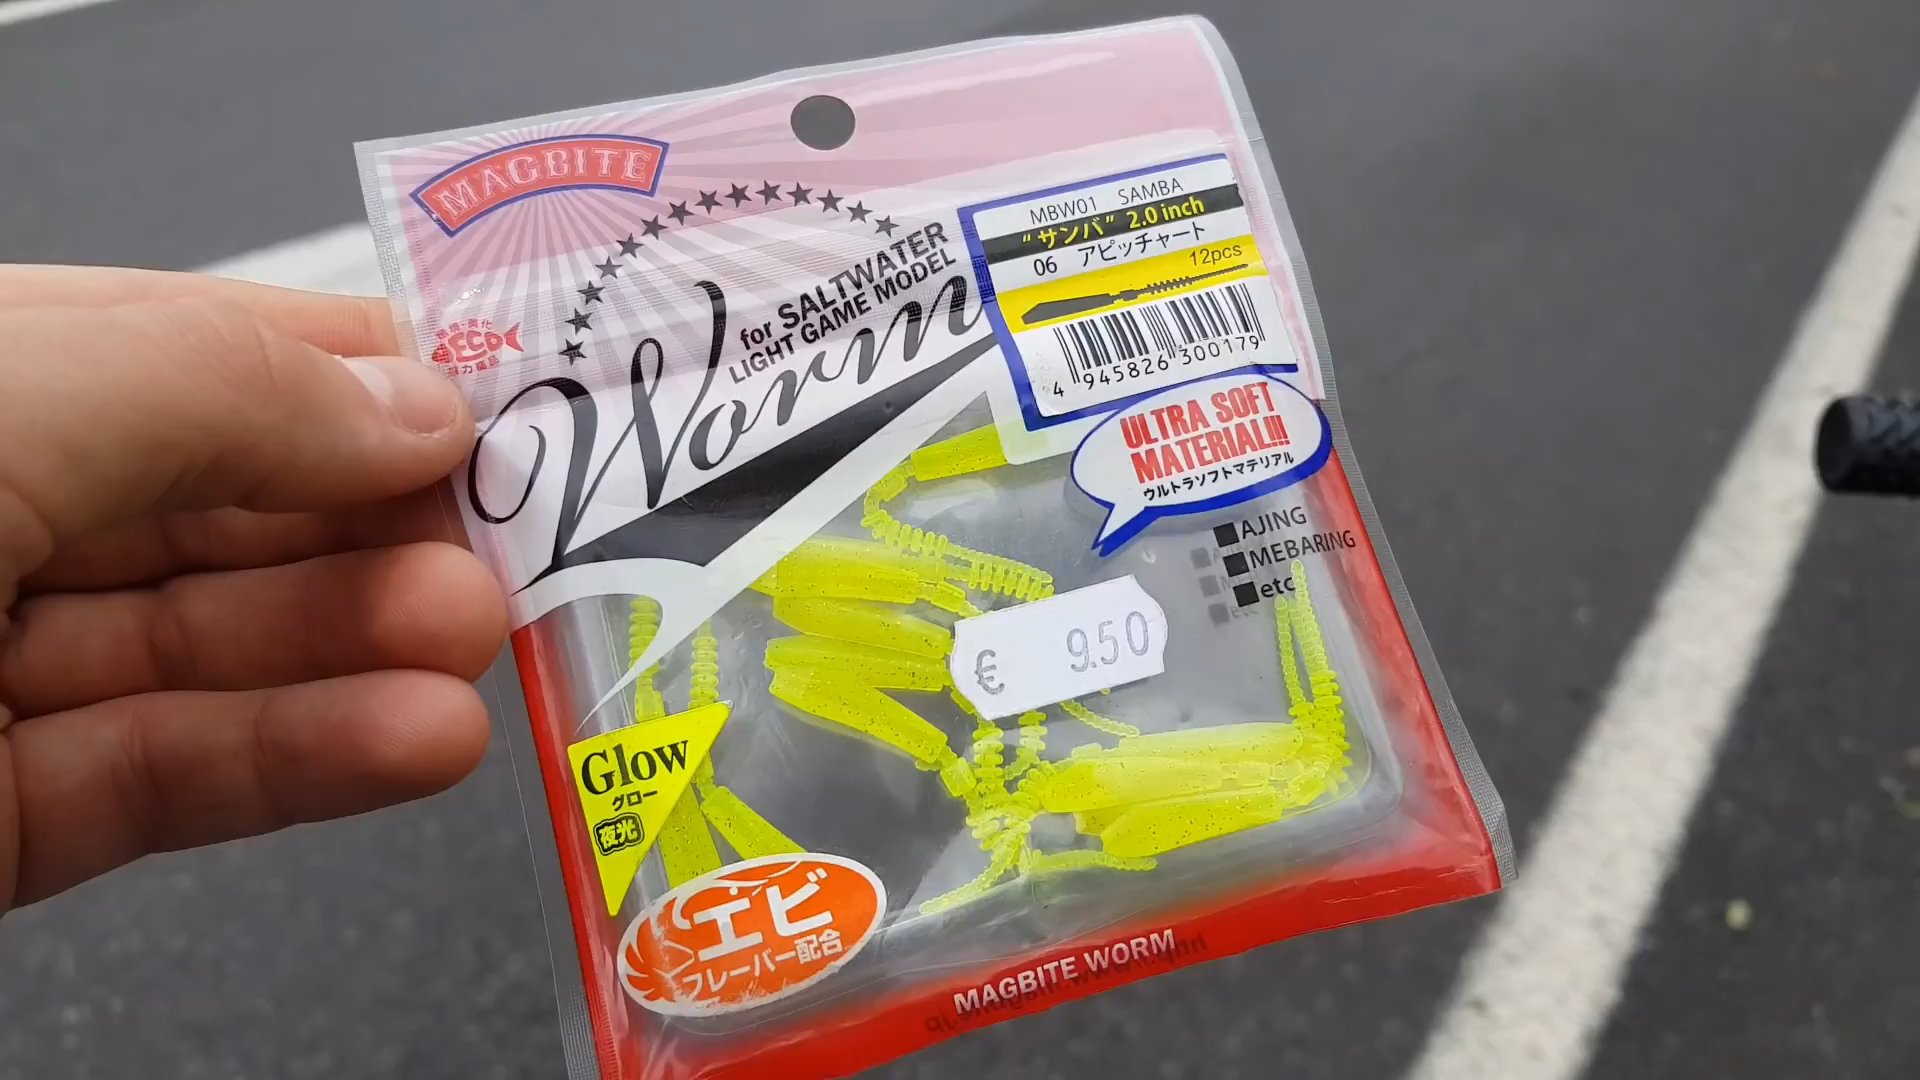 MAGBITE
for SALTWATER
LIGHT GAME MODEL
Worm
MBW01 SAMBA
"サンバ" 2.0 inch
06 アピッチャート
12pcs
4 945826 300179
ECO
ULTRA SOFT
MATERIAL!!!
ウルトラソフトマテリアル
■AJING
■MEBARING
■etc
€ 9.50
Glow
グロー
夜光
エビ
フレーバー配合
MAGBITE WORM